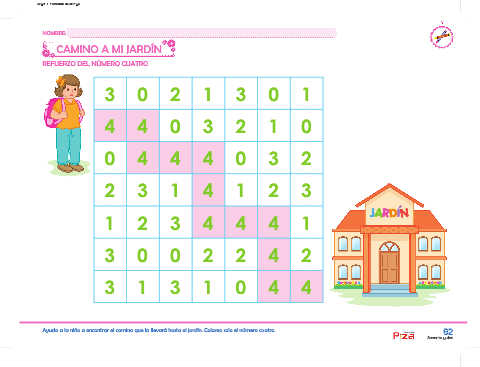 NOMBRE:
CAMINO A MI JARDÍN
REFUERZO DEL NÚMERO CUATRO
3 0 2 1 3 0 1
4 4 0 3 2 1 0
0 4 4 4 0 3 2
2 3 1 4 1 2 3
1 2 3 4 4 4 1
3 0 0 2 2 4 2
3 1 3 1 0 4 4
JARDÍN
Ayuda a la niña a encontrar el camino que la llevará hasta el jardín. Colorea solo el número cuatro.
62